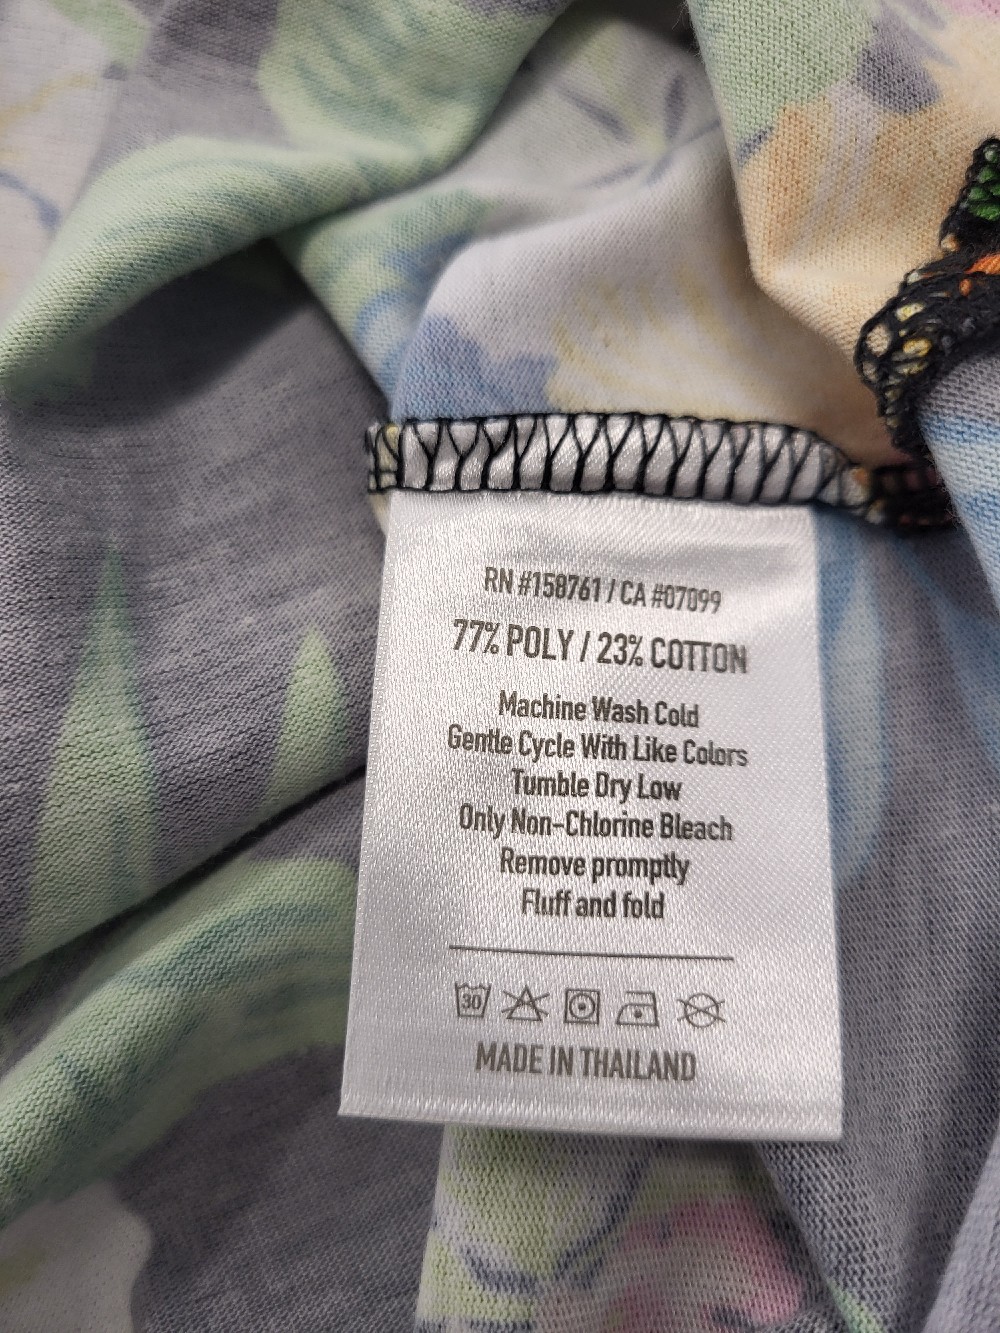 RN #158761 / CA #07099
77% POLY / 23% COTTON
Machine Wash Cold
Gentle Cycle With Like Colors
Tumble Dry Low
Only Non-Chlorine Bleach
Remove promptly
Fluff and fold
30
MADE IN THAILAND